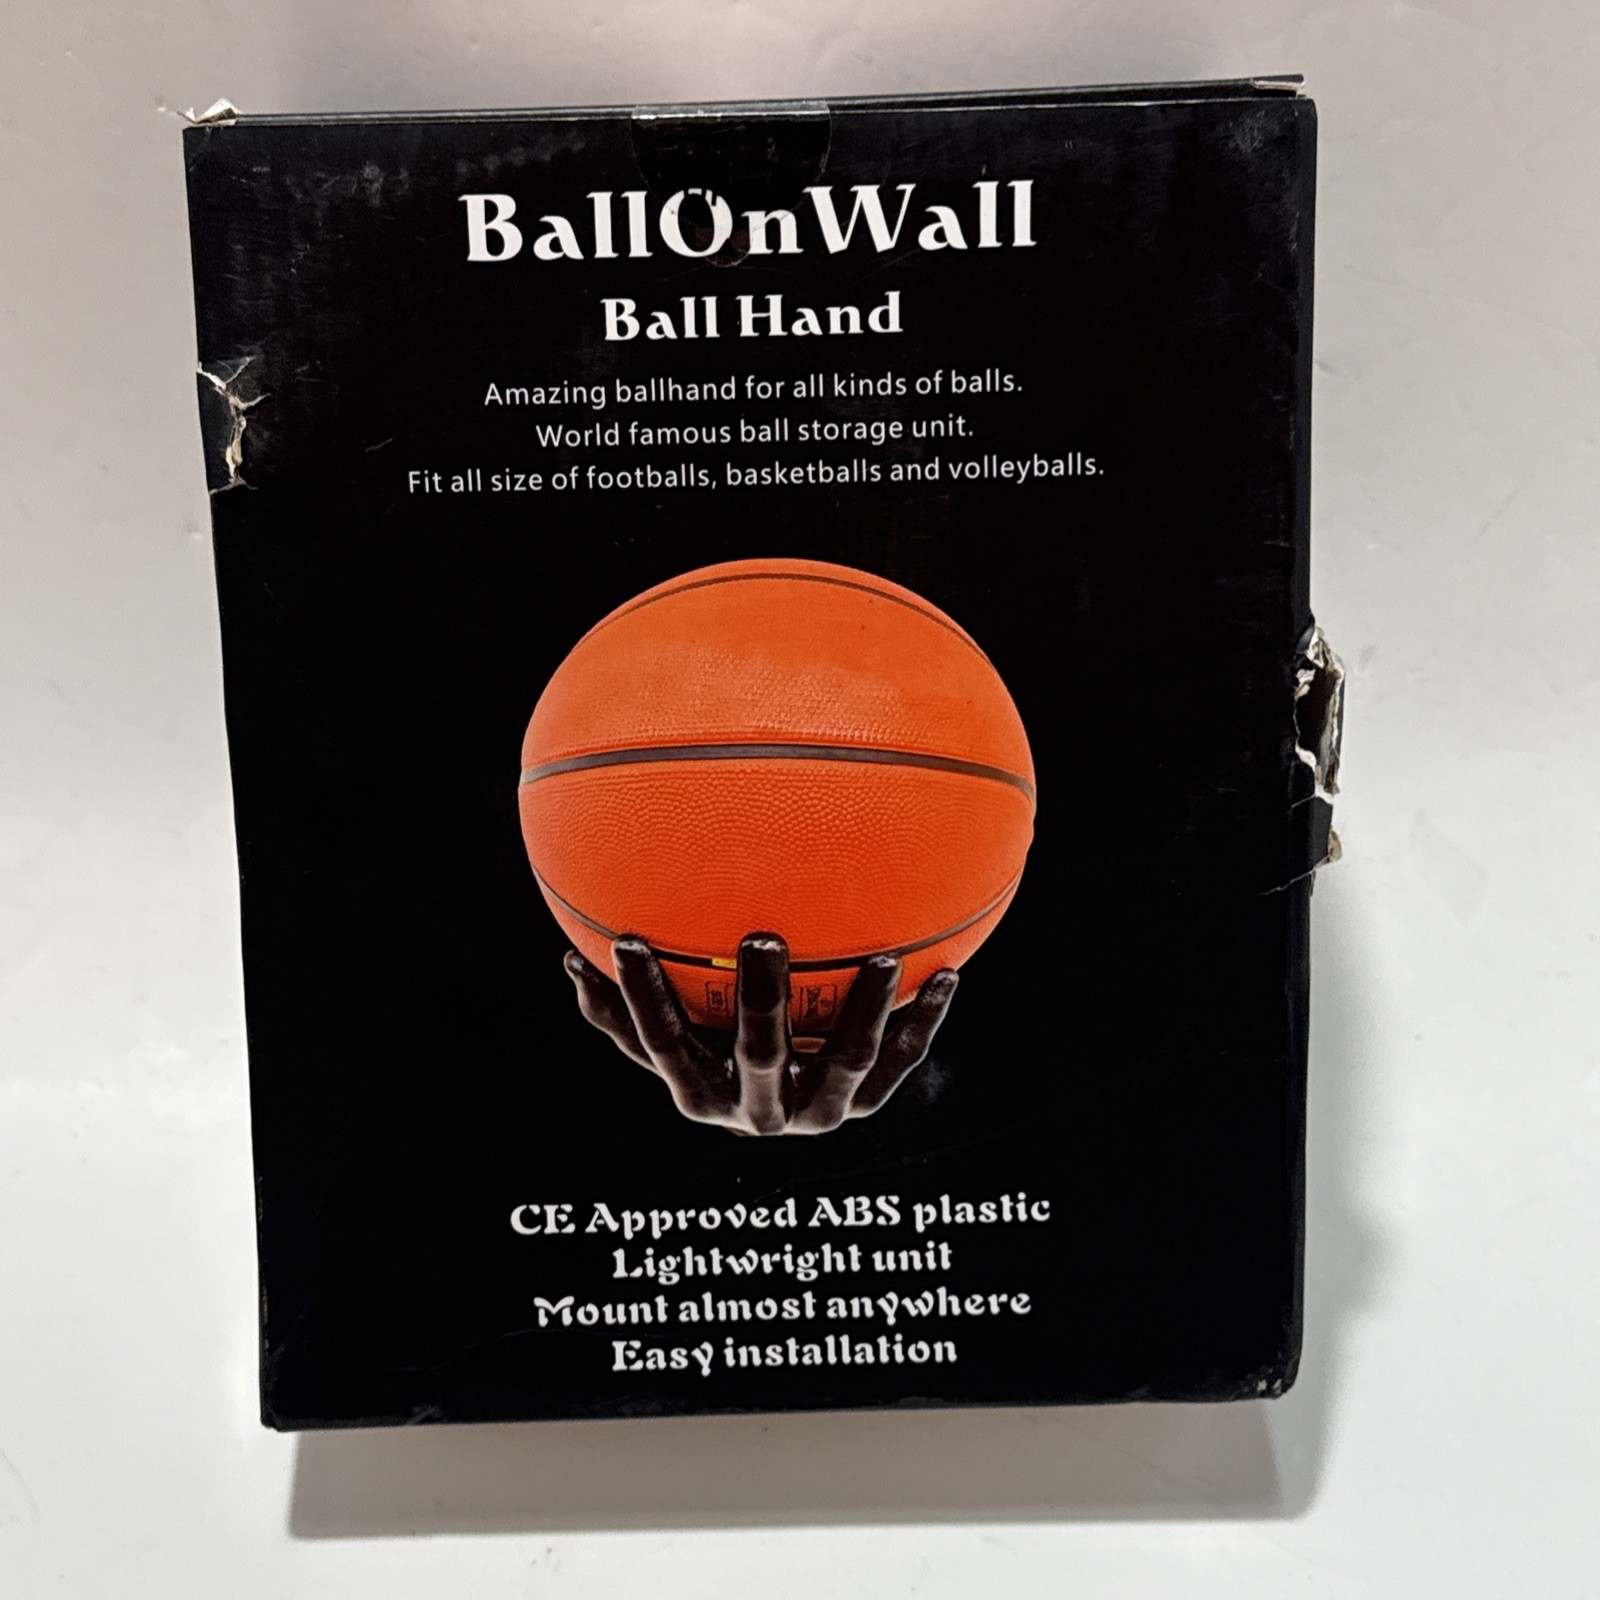 BallOnWall
Ball Hand
Amazing ballhand for all kinds of balls.
World famous ball storage unit.
Fit all size of footballs, basketballs and volleyballs.
CE Approved ABS plastic
Lightwright unit
Mount almost anywhere
Easy installation